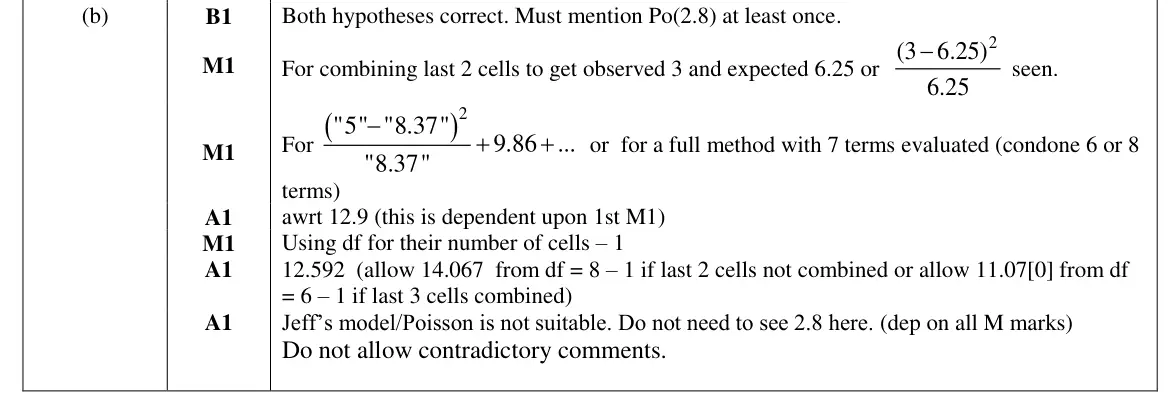 (b) B1 Both hypotheses correct. Must mention Po(2.8) at least once.
M1 For combining last 2 cells to get observed 3 and expected 6.25 or (3 – 6.25)² / 6.25 seen.
M1 For ("5"–"8.37")² / "8.37" + 9.86 + ... or for a full method with 7 terms evaluated (condone 6 or 8
terms)
A1 awrt 12.9 (this is dependent upon 1st M1)
M1 Using df for their number of cells – 1
A1 12.592 (allow 14.067 from df = 8 – 1 if last 2 cells not combined or allow 11.07[0] from df
= 6 – 1 if last 3 cells combined)
A1 Jeff's model/Poisson is not suitable. Do not need to see 2.8 here. (dep on all M marks)
Do not allow contradictory comments.